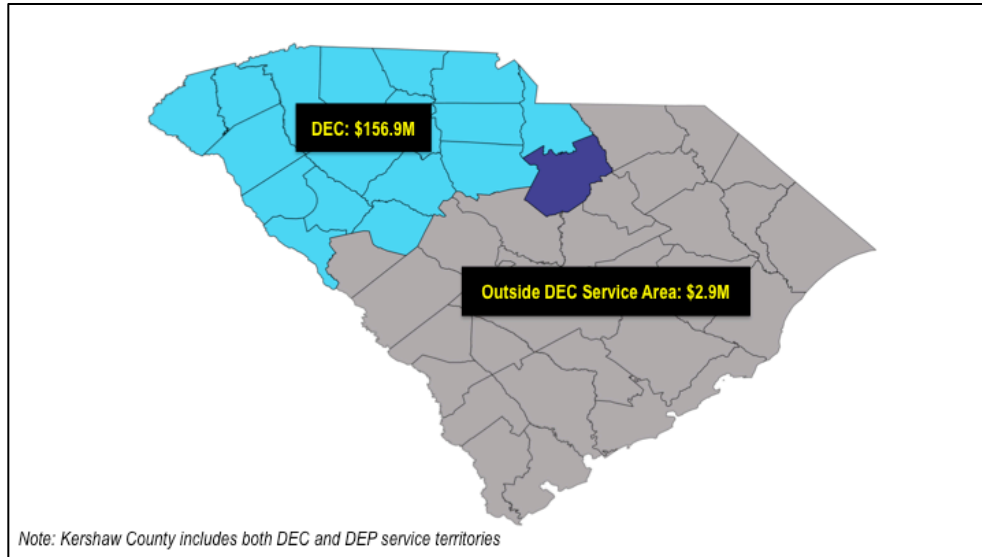 DEC: $156.9M
Outside DEC Service Area: $2.9M
Note: Kershaw County includes both DEC and DEP service territories